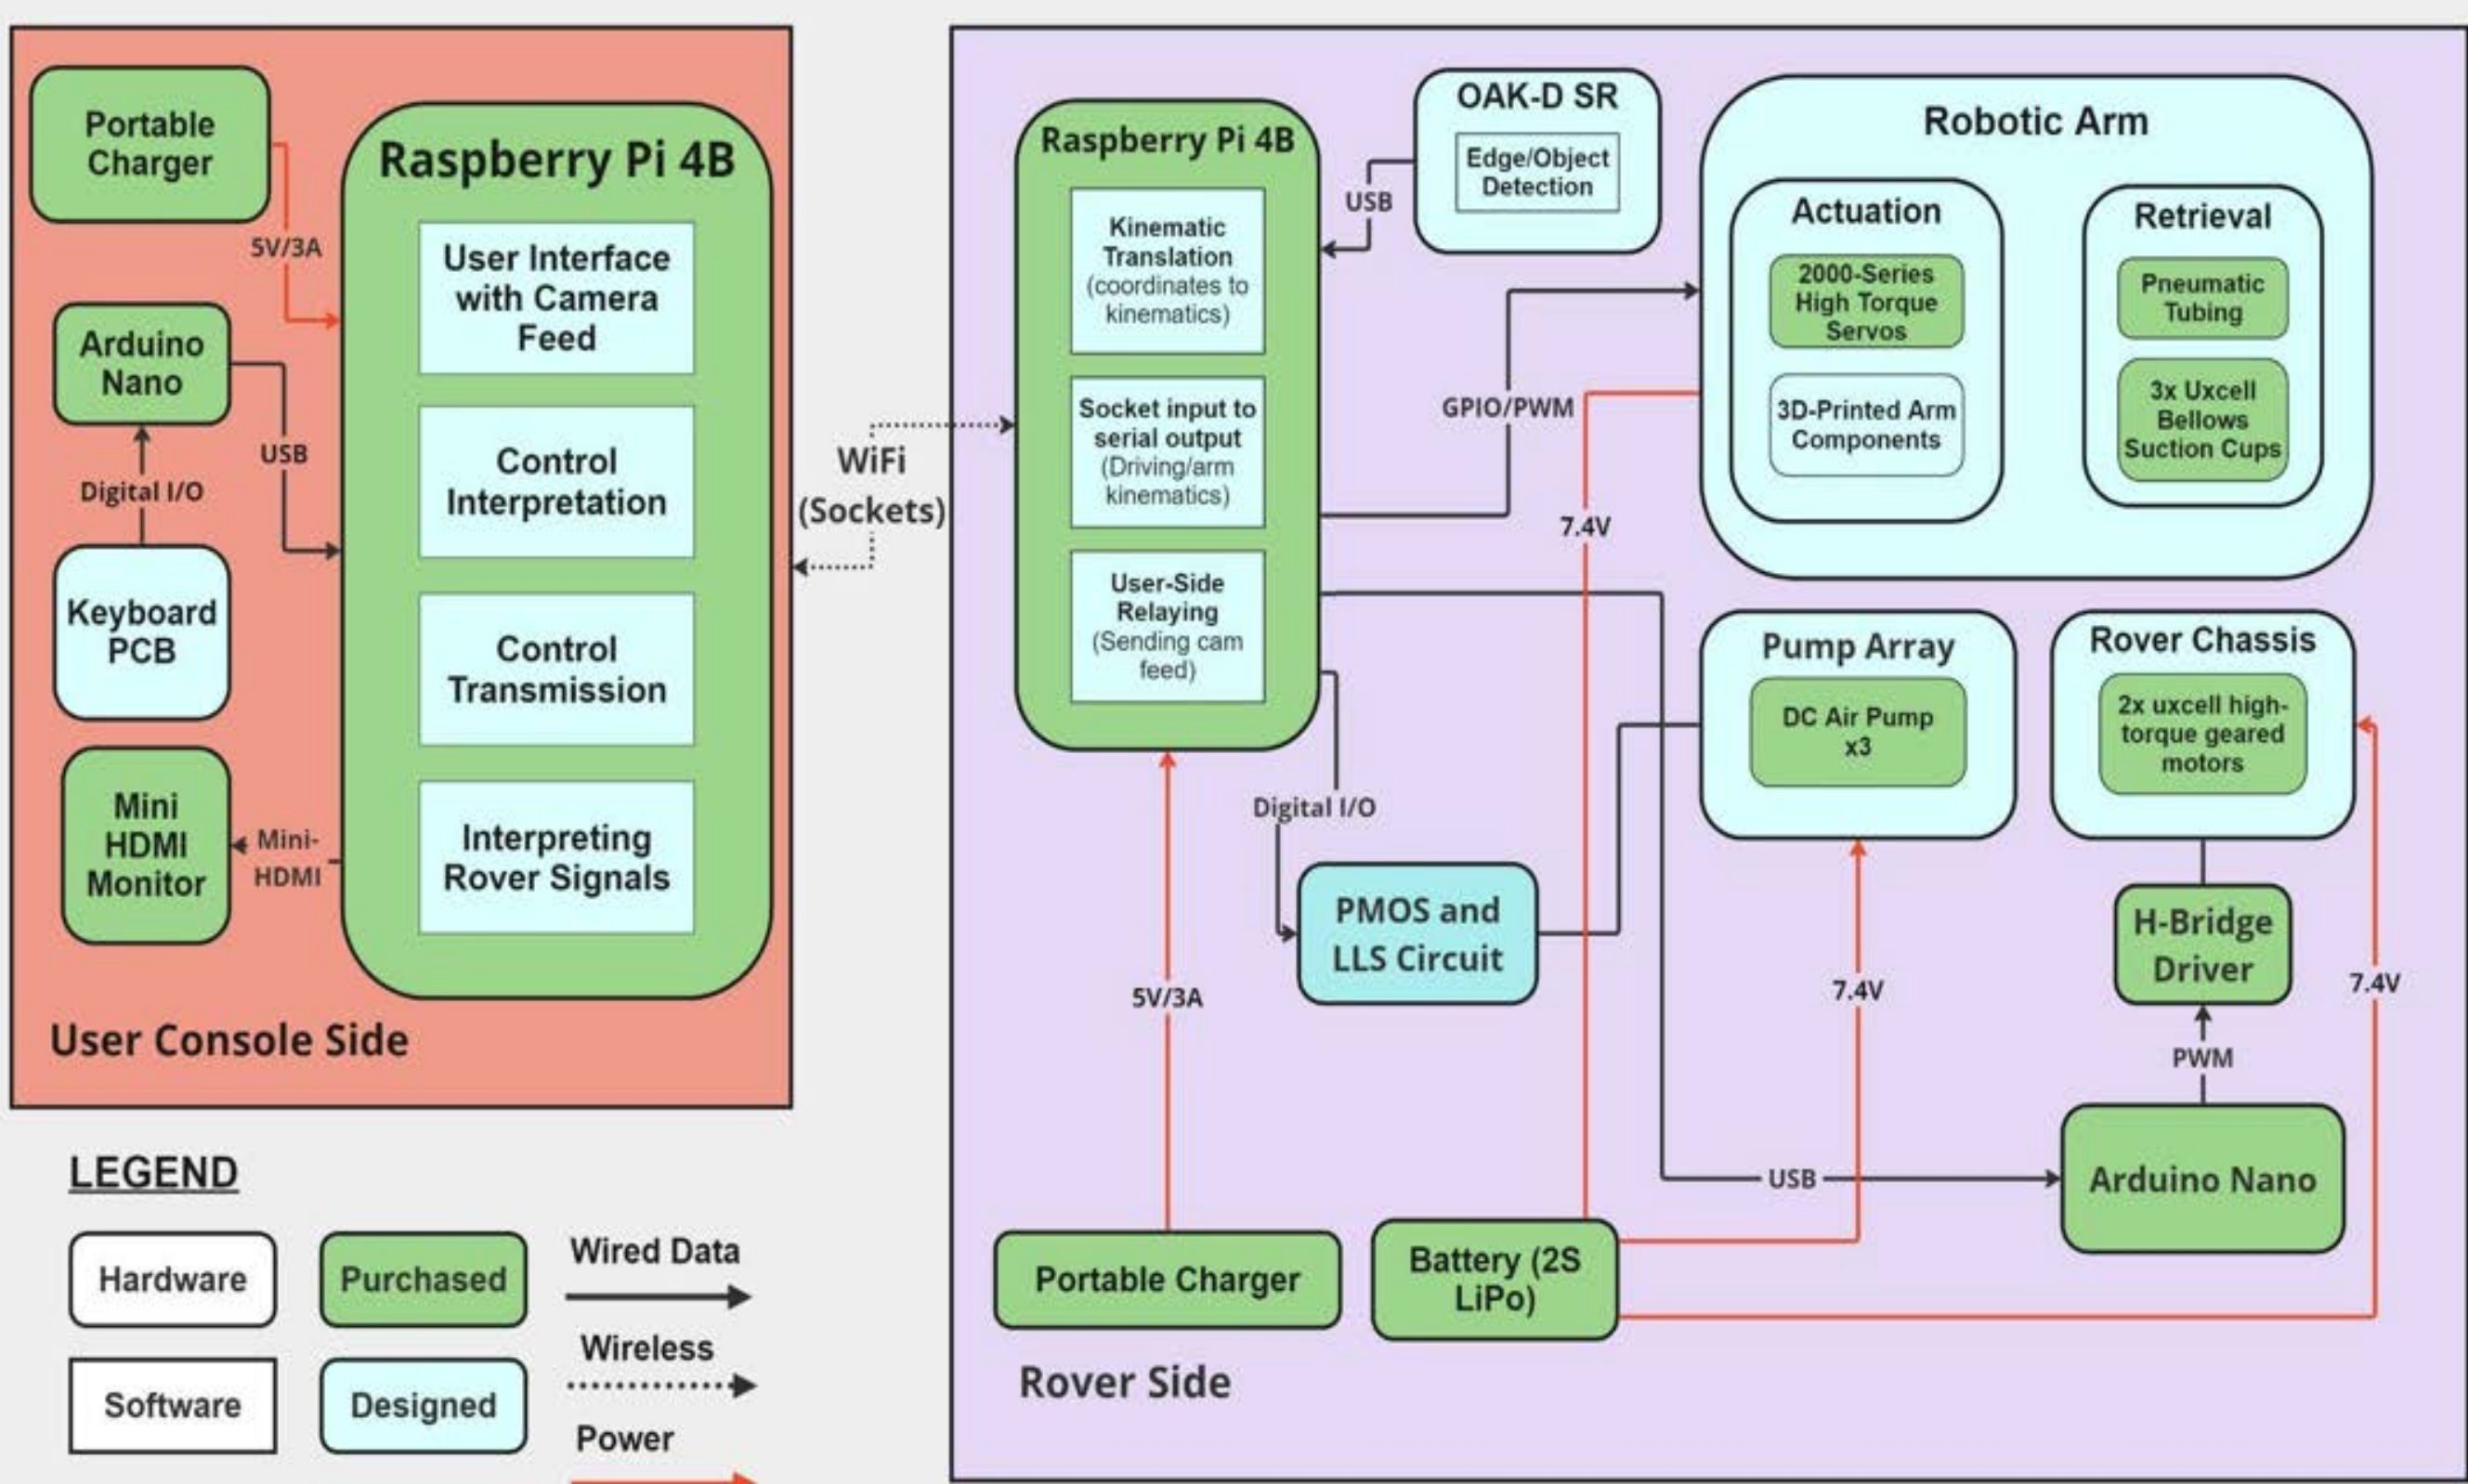 Portable
Charger
5V/3A
Arduino
Nano
USB
Digital I/O
Keyboard
PCB
Mini
HDMI
Monitor
Mini-
HDMI
Raspberry Pi 4B
User Interface
with Camera
Feed
Control
Interpretation
Control
Transmission
Interpreting
Rover Signals
User Console Side
WiFi
(Sockets)
Raspberry Pi 4B
Kinematic
Translation
(coordinates to
kinematics)
Socket input to
serial output
(Driving/arm
kinematics)
User-Side
Relaying
(Sending cam
feed)
OAK-D SR
Edge/Object
Detection
USB
GPIO/PWM
7.4V
Robotic Arm
Actuation
2000-Series
High Torque
Servos
3D-Printed Arm
Components
Retrieval
Pneumatic
Tubing
3x Uxcell
Bellows
Suction Cups
Pump Array
DC Air Pump
x3
Rover Chassis
2x uxcell high-
torque geared
motors
Digital I/O
PMOS and
LLS Circuit
5V/3A
7.4V
H-Bridge
Driver
7.4V
PWM
USB
Arduino Nano
Portable Charger
Battery (2S
LiPo)
Rover Side
LEGEND
Hardware
Purchased
Wired Data
Wireless
Software
Designed
Power